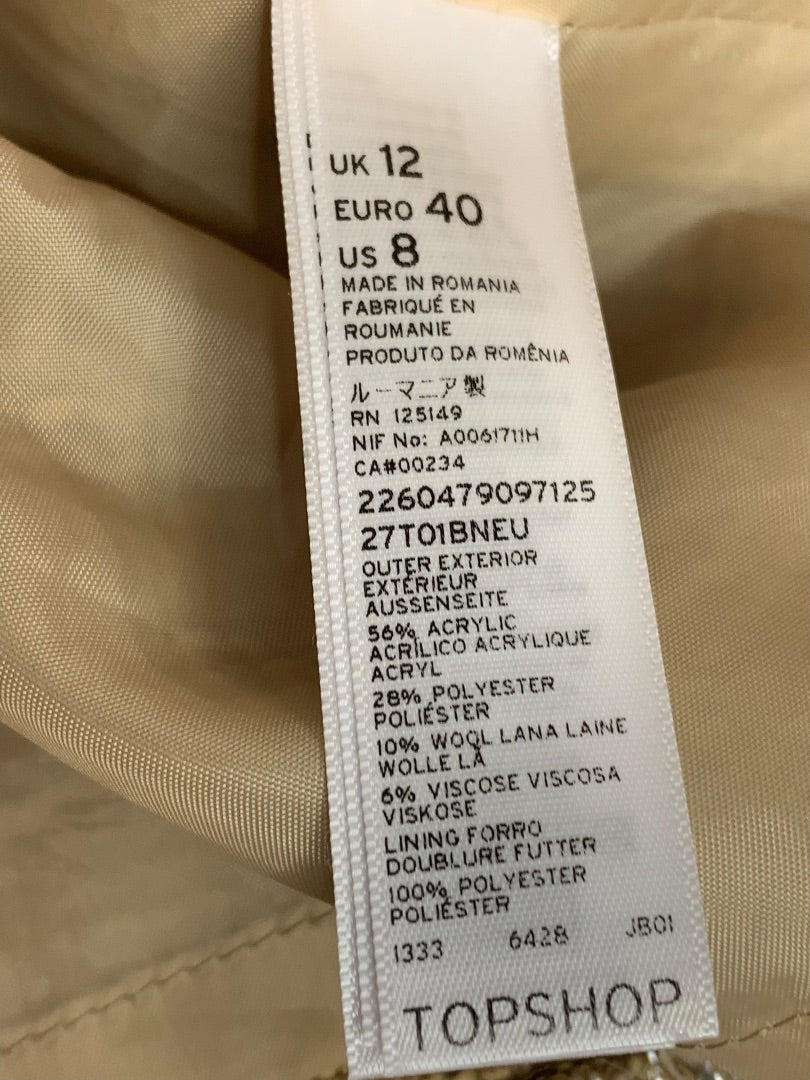 UK 12
EURO 40
US 8
MADE IN ROMANIA
FABRIQUÉ EN
ROUMANIE
PRODUTO DA ROMÊNIA
ルーマニア製
RN 125149
NIF No: A0061711H
CA#00234
2260479097125
27T01BNEU
OUTER EXTERIOR
EXTÉRIEUR
AUSSENSEITE
56% ACRYLIC
ACRÍLICO ACRYLIQUE
ACRYL
28% POLYESTER
POLIÉSTER
10% WOOL LANA LAINE
WOLLE LÃ
6% VISCOSE VISCOSA
VISKOSE
LINING FORRO
DOUBLURE FUTTER
100% POLYESTER
POLIÉSTER
1333 6428 JB01
TOPSHOP